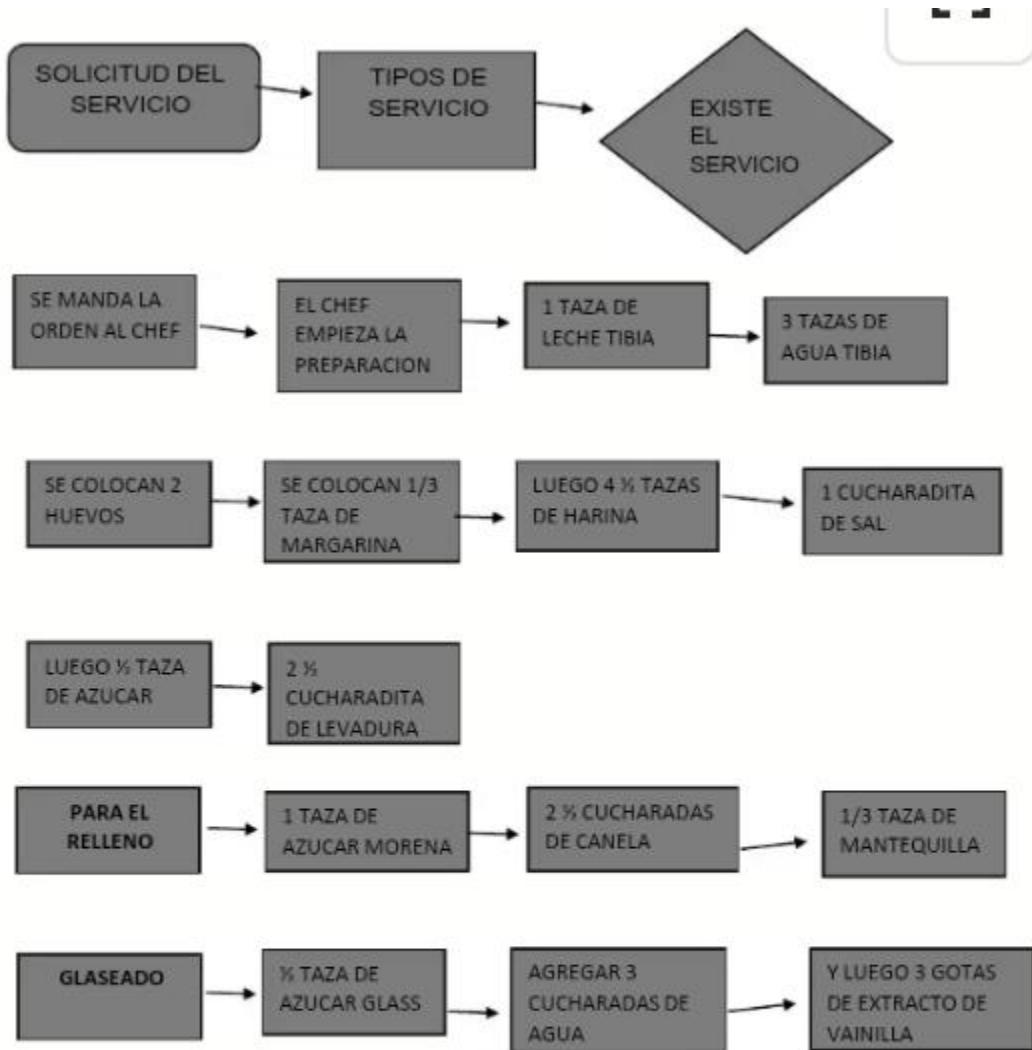 SOLICITUD DEL
SERVICIO
TIPOS DE
SERVICIO
EXISTE
EL
SERVICIO
SE MANDA LA
ORDEN AL CHEF
EL CHEF
EMPIEZA LA
PREPARACION
1 TAZA DE
LECHE TIBIA
3 TAZAS DE
AGUA TIBIA
SE COLOCAN 2
HUEVOS
SE COLOCAN 1/3
TAZA DE
MARGARINA
LUEGO 4 ½ TAZAS
DE HARINA
1 CUCHARADITA
DE SAL
LUEGO ½ TAZA
DE AZUCAR
2 ½
CUCHARADITA
DE LEVADURA
PARA EL
RELLENO
1 TAZA DE
AZUCAR MORENA
2 ½ CUCHARADAS
DE CANELA
1/3 TAZA DE
MANTEQUILLA
GLASEADO
½ TAZA DE
AZUCAR GLASS
AGREGAR 3
CUCHARADAS DE
AGUA
Y LUEGO 3 GOTAS
DE EXTRACTO DE
VAINILLA